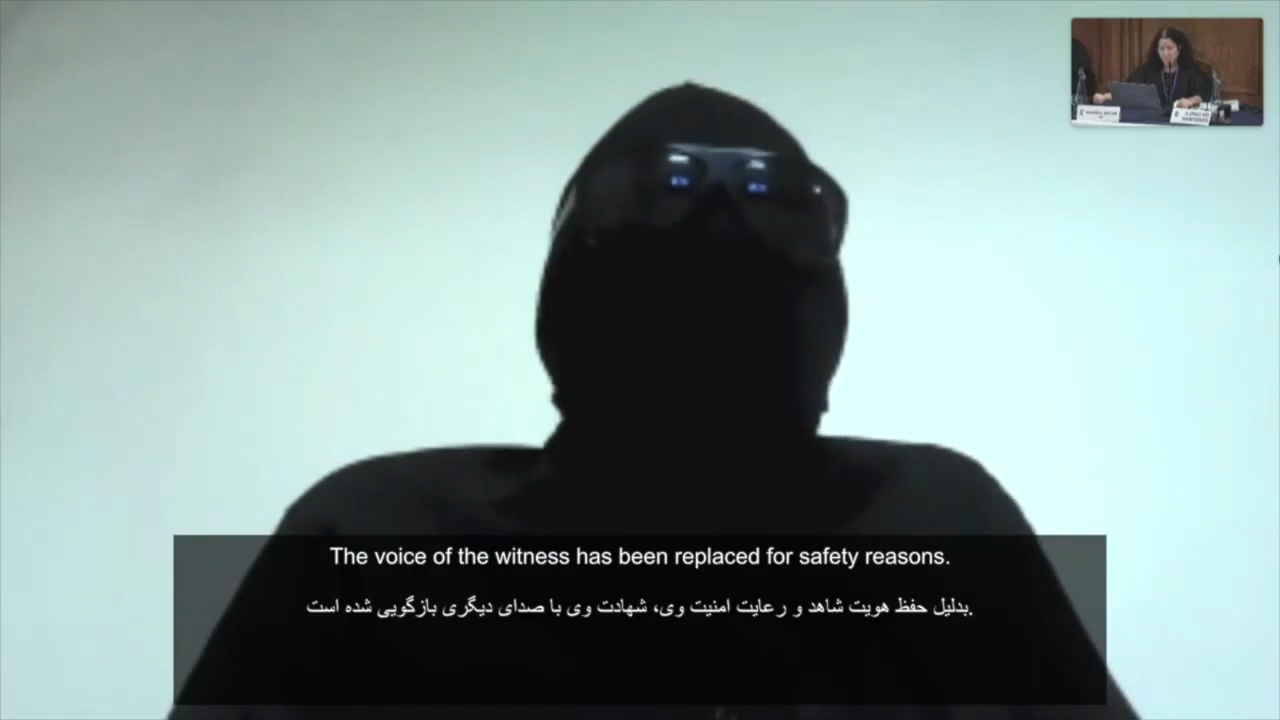 The voice of the witness has been replaced for safety reasons.
بدلیل حفظ هویت شاهد و رعایت امنیت وی، شهادت وی با صدای دیگری بازگویی شده است.